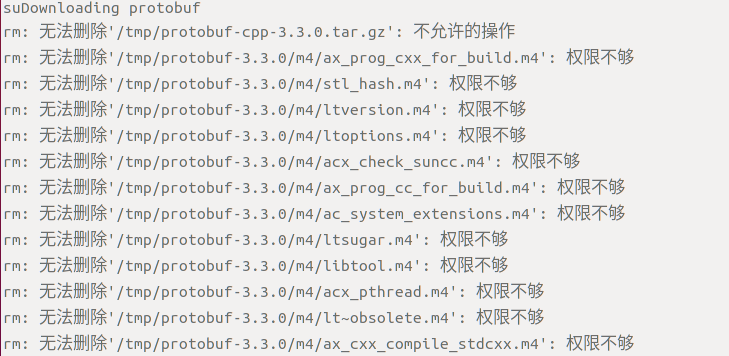 suDownloading protobuf
rm: 无法删除'/tmp/protobuf-cpp-3.3.0.tar.gz': 不允许的操作
rm: 无法删除'/tmp/protobuf-3.3.0/m4/ax_prog_cxx_for_build.m4': 权限不够
rm: 无法删除'/tmp/protobuf-3.3.0/m4/stl_hash.m4': 权限不够
rm: 无法删除'/tmp/protobuf-3.3.0/m4/ltversion.m4': 权限不够
rm: 无法删除'/tmp/protobuf-3.3.0/m4/ltoptions.m4': 权限不够
rm: 无法删除'/tmp/protobuf-3.3.0/m4/acx_check_suncc.m4': 权限不够
rm: 无法删除'/tmp/protobuf-3.3.0/m4/ax_prog_cc_for_build.m4': 权限不够
rm: 无法删除'/tmp/protobuf-3.3.0/m4/ac_system_extensions.m4': 权限不够
rm: 无法删除'/tmp/protobuf-3.3.0/m4/ltsugar.m4': 权限不够
rm: 无法删除'/tmp/protobuf-3.3.0/m4/libtool.m4': 权限不够
rm: 无法删除'/tmp/protobuf-3.3.0/m4/acx_pthread.m4': 权限不够
rm: 无法删除'/tmp/protobuf-3.3.0/m4/lt~obsolete.m4': 权限不够
rm: 无法删除'/tmp/protobuf-3.3.0/m4/ax_cxx_compile_stdcxx.m4': 权限不够